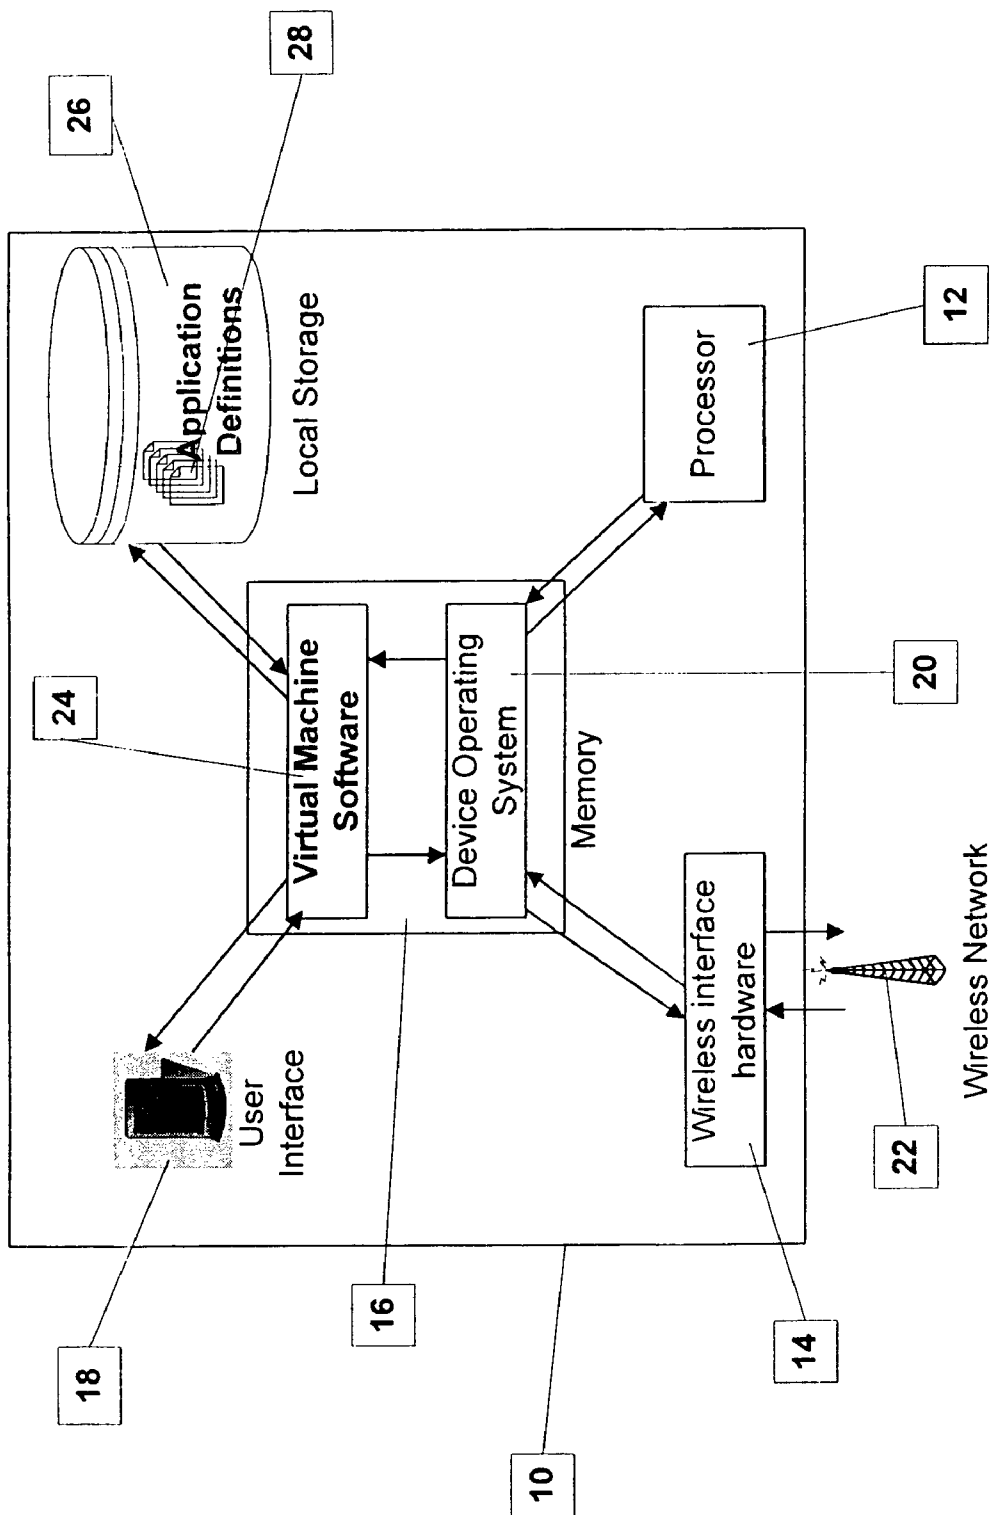 18
User
Interface
24
26
28
Application
Definitions
Local Storage
Virtual Machine
Software
16
Device Operating
System
Memory
20
Wireless interface
hardware
Processor
12
10
14
22
Wireless Network